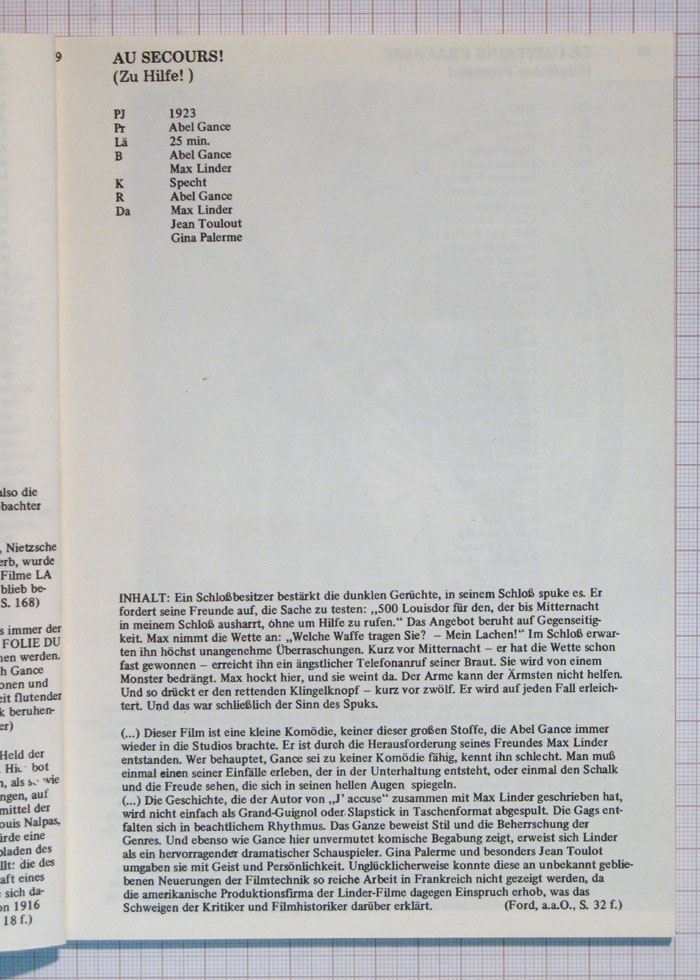 9
AU SECOURS!
(Zu Hilfe! )
PJ 1923
Pr Abel Gance
Lä 25 min.
B Abel Gance
Max Linder
K Specht
R Abel Gance
Da Max Linder
Jean Toulout
Gina Palerme
INHALT: Ein Schloßbesitzer bestärkt die dunklen Gerüchte, in seinem Schloß spuke es. Er
fordert seine Freunde auf, die Sache zu testen: „500 Louisdor für den, der bis Mitternacht
in meinem Schloß ausharrt, ohne um Hilfe zu rufen.“ Das Angebot beruht auf Gegenseitig-
keit. Max nimmt die Wette an: „Welche Waffe tragen Sie? – Mein Lachen!“ Im Schloß erwar-
ten ihn höchst unangenehme Überraschungen. Kurz vor Mitternacht – er hat die Wette schon
fast gewonnen – erreicht ihn ein ängstlicher Telefonanruf seiner Braut. Sie wird von einem
Monster bedrängt. Max hockt hier, und sie weint da. Der Arme kann der Ärmsten nicht helfen.
Und so drückt er den rettenden Klingelknopf – kurz vor zwölf. Er wird auf jeden Fall erleich-
tert. Und das war schließlich der Sinn des Spuks.
(...) Dieser Film ist eine kleine Komödie, keiner dieser großen Stoffe, die Abel Gance immer
wieder in die Studios brachte. Er ist durch die Herausforderung seines Freundes Max Linder
entstanden. Wer behauptet, Gance sei zu keiner Komödie fähig, kennt ihn schlecht. Man muß
einmal einen seiner Einfälle erleben, der in der Unterhaltung entsteht, oder einmal den Schalk
und die Freude sehen, die sich in seinen hellen Augen spiegeln.
(...) Die Geschichte, die der Autor von „J’ accuse“ zusammen mit Max Linder geschrieben hat,
wird nicht einfach als Grand-Guignol oder Slapstick in Taschenformat abgespult. Die Gags ent-
falten sich in beachtlichem Rhythmus. Das Ganze beweist Stil und die Beherrschung der
Genres. Und ebenso wie Gance hier unvermutet komische Begabung zeigt, erweist sich Linder
als ein hervorragender dramatischer Schauspieler. Gina Palerme und besonders Jean Toulot
umgaben sie mit Geist und Persönlichkeit. Unglücklicherweise konnte diese an unbekannt geblie-
benen Neuerungen der Filmtechnik so reiche Arbeit in Frankreich nicht gezeigt werden, da
die amerikanische Produktionsfirma der Linder-Filme dagegen Einspruch erhob, was das
Schweigen der Kritiker und Filmhistoriker darüber erklärt. (Ford, a.a.O., S. 32 f.)
also die
bachter
, Nietzsche
erb, wurde
Filme LA
blieb be-
S. 168)
s immer der
FOLIE DU
nen werden.
h Gance
onen und
eit flutender
k beruhen-
er)
Held der
bot
als wie
ngen, auf
mittel der
ouis Nalpas,
ürde eine
oladen des
llt: die des
aft eines
sich da-
on 1916
18 f.)